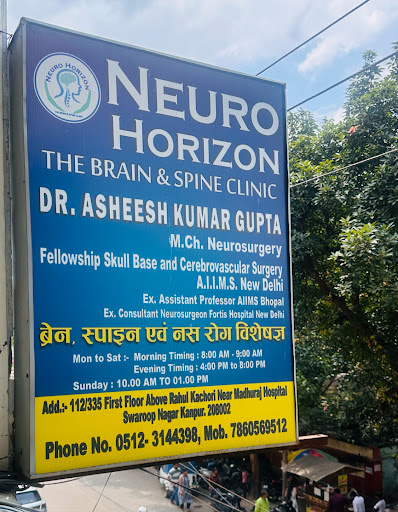 NEURO HORIZON
NEURO
HORIZON
THE BRAIN & SPINE CLINIC
DR. ASHEESH KUMAR GUPTA
M.Ch. Neurosurgery
Fellowship Skull Base and Cerebrovascular Surgery
A.I.I.M.S. New Delhi
Ex. Assistant Professor AIIMS Bhopal
Ex. Consultant Neurosurgeon Fortis Hospital New Delhi
ब्रेन, स्पाइन एवं नस रोग विशेषज्ञ
Mon to Sat :- Morning Timing : 8:00 AM - 9:00 AM
Evening Timing : 4:00 PM to 8:00 PM
Sunday : 10.00 AM TO 01.00 PM
Add.:- 112/335 First Floor Above Rahul Kachori Near Madhuraj Hospital
Swaroop Nagar Kanpur. 208002
Phone No. 0512- 3144398, Mob. 7860569512